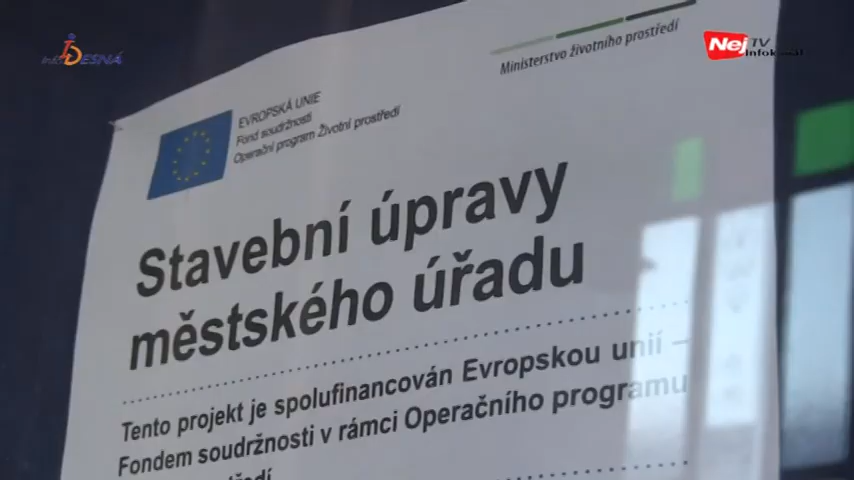 DESNÁ
Nej TV
Infokanál
Ministerstvo životního prostředí
EVROPSKÁ UNIE
Fond soudržnosti
Operační program Životní prostředí
Stavební úpravy
městského úřadu
Tento projekt je spolufinancován Evropskou unií –
Fondem soudržnosti v rámci Operačního programu